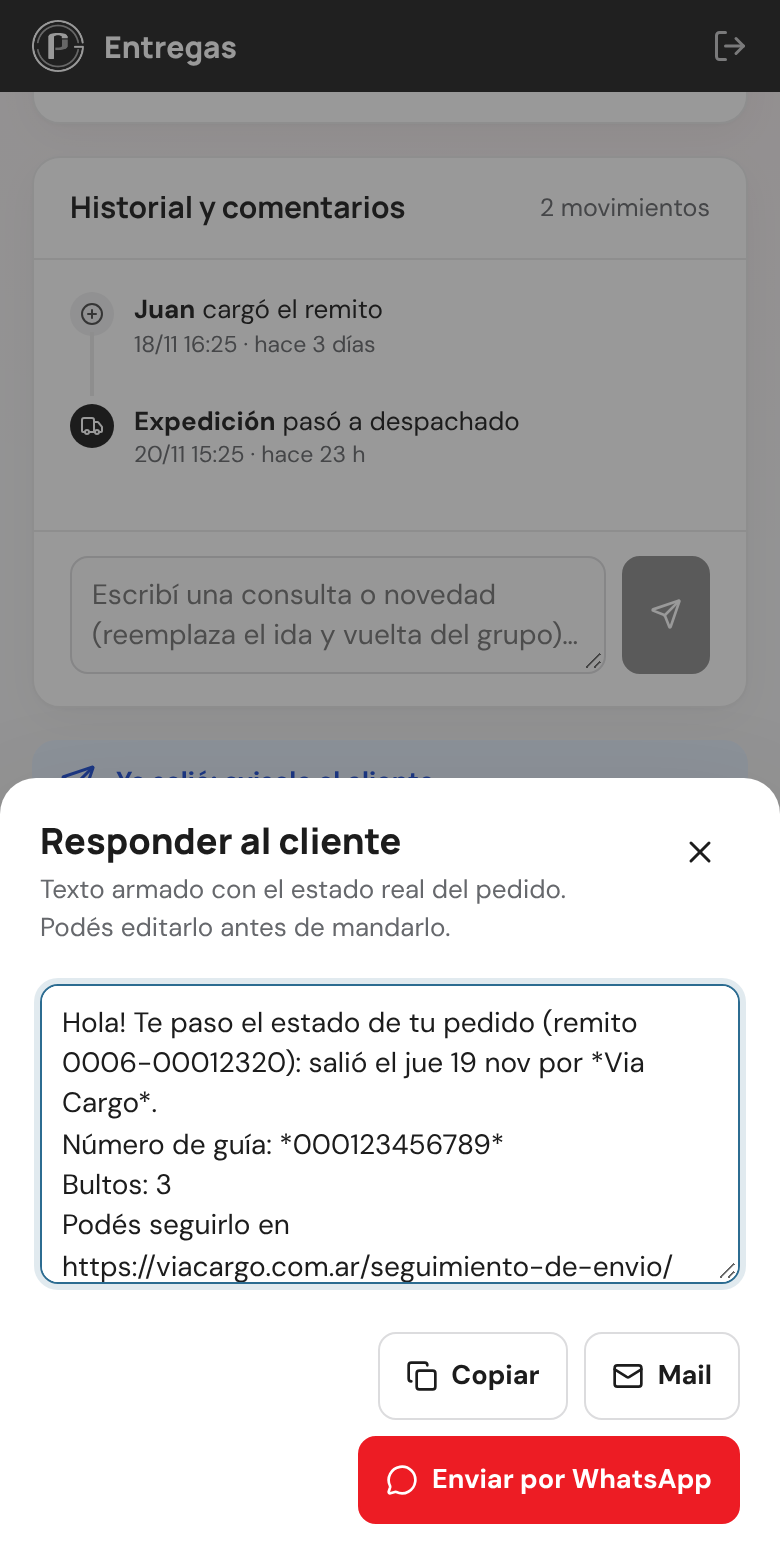 Entregas
Historial y comentarios
2 movimientos
Juan cargó el remito
18/11 16:25 · hace 3 días
Expedición pasó a despachado
20/11 15:25 · hace 23 h
Escribí una consulta o novedad
(reemplaza el ida y vuelta del grupo)...
Responder al cliente
Texto armado con el estado real del pedido.
Podés editarlo antes de mandarlo.
Hola! Te paso el estado de tu pedido (remito
0006-00012320): salió el jue 19 nov por *Via
Cargo*.
Número de guía: *000123456789*
Bultos: 3
Podés seguirlo en
https://viacargo.com.ar/seguimiento-de-envio/
Copiar
Mail
Enviar por WhatsApp